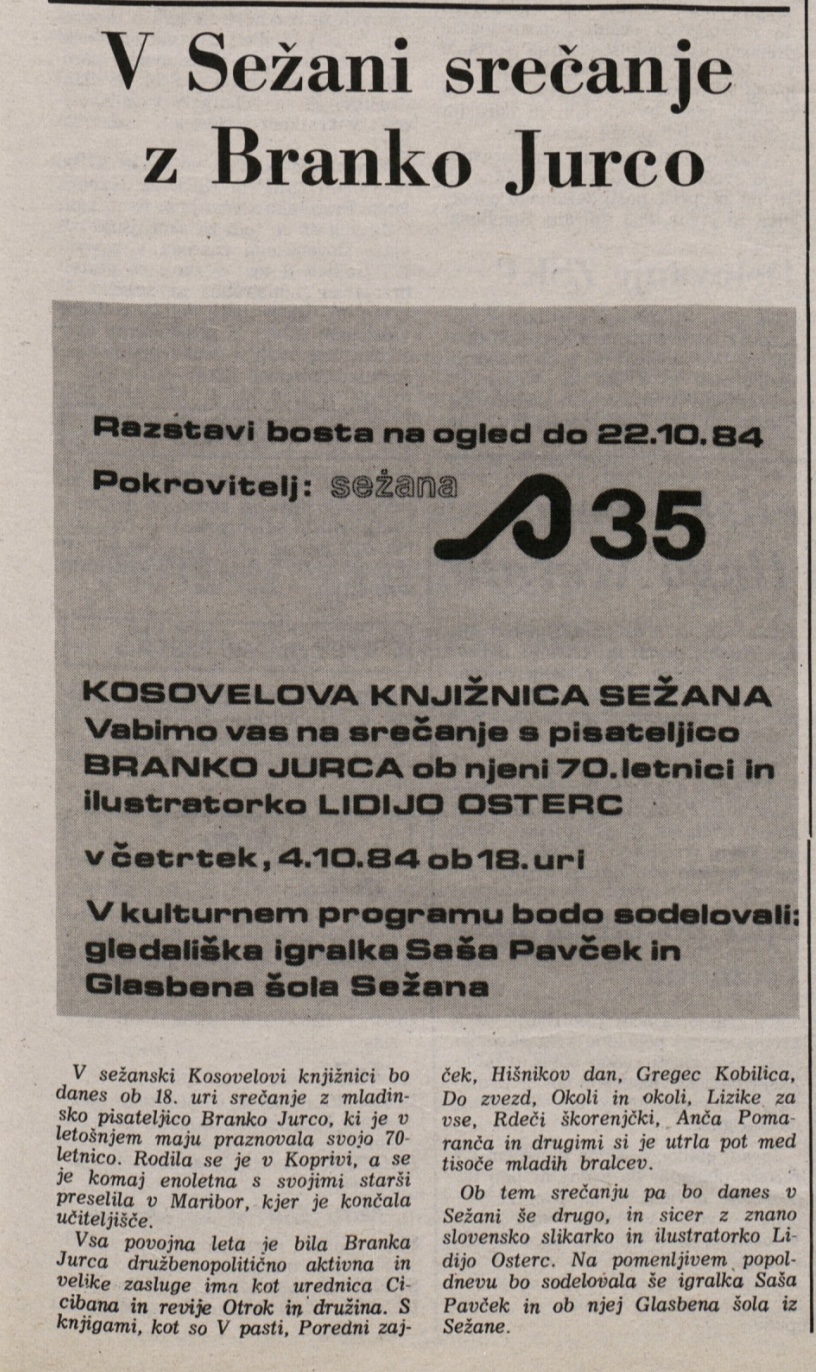 V Sežani srečanje
z Branko Jurco
Razstavi bosta na ogled do 22.10.84
Pokrovitelj: sežana
35
KOSOVELOVA KNJIŽNICA SEŽANA
Vabimo vas na srečanje s pisateljico
BRANKO JURCA ob njeni 70.letnici in
ilustratorko LIDIJO OSTERC
v četrtek, 4.10.84 ob 18. uri
V kulturnem programu bodo sodelovali:
gledališka igralka Saša Pavček in
Glasbena šola Sežana
V sežanski Kosovelovi knjižnici bo
danes ob 18. uri srečanje z mladin-
sko pisateljico Branko Jurco, ki je v
letošnjem maju praznovala svojo 70-
letnico. Rodila se je v Koprivi, a se
je komaj enoletna s svojimi starši
preselila v Maribor, kjer je končala
učiteljišče.
Vsa povojna leta je bila Branka
Jurca družbenopolitično aktivna in
velike zasluge ima kot urednica Ci-
cibana in revije Otrok in družina. S
knjigami, kot so V pasti, Poredni zaj-
ček, Hišnikov dan, Gregec Kobilica,
Do zvezd, Okoli in okoli, Lizike za
vse, Rdeči škorenjčki, Anča Poma-
ranča in drugimi si je utrla pot med
tisoče mladih bralcev.
Ob tem srečanju pa bo danes v
Sežani še drugo, in sicer z znano
slovensko slikarko in ilustratorko Li-
dijo Osterc. Na pomenljivem popol-
dnevu bo sodelovala še igralka Saša
Pavček in ob njej Glasbena šola iz
Sežane.